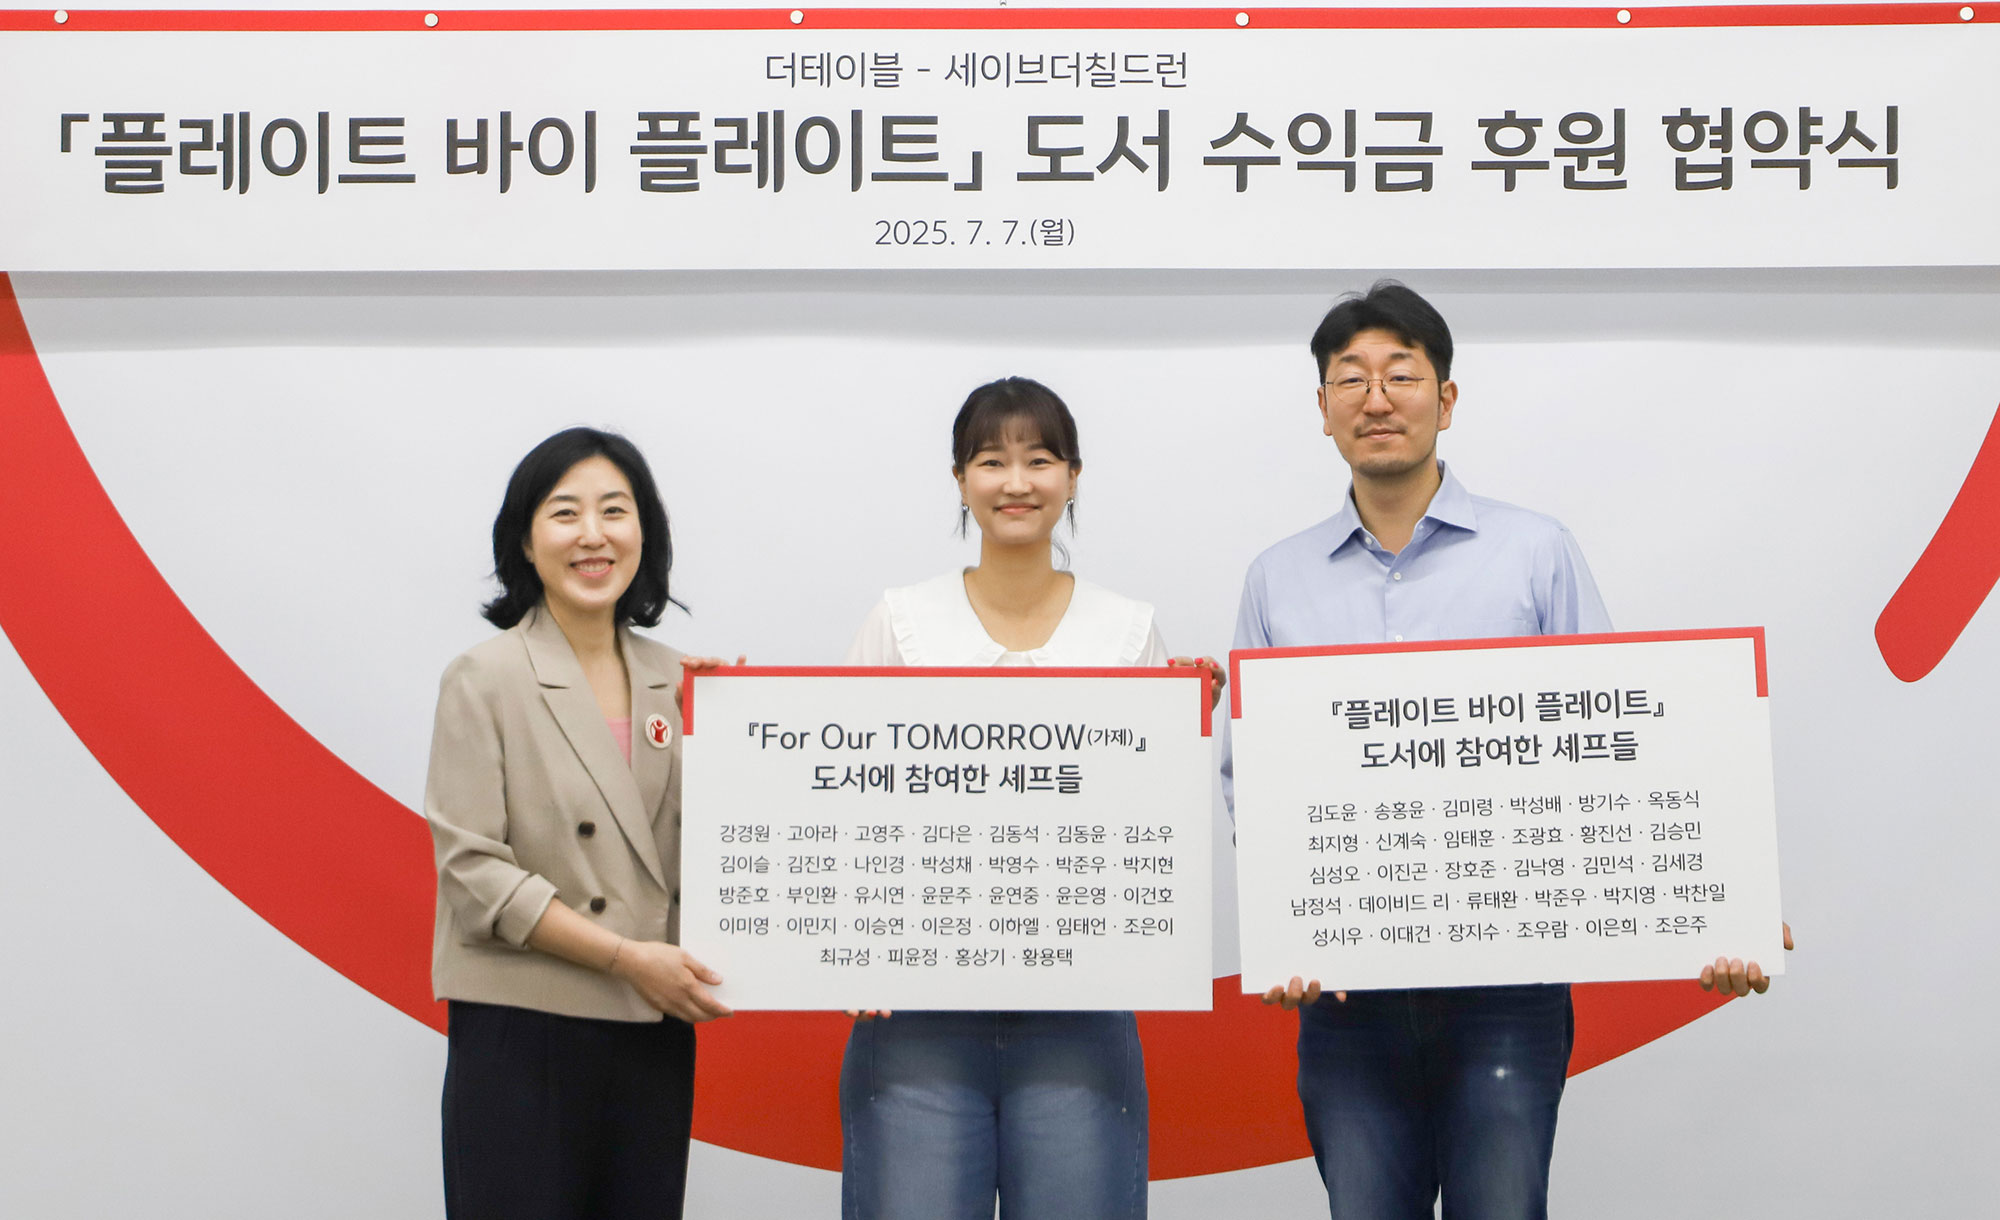 더테이블 - 세이브더칠드런
「플레이트 바이 플레이트」 도서 수익금 후원 협약식
2025. 7. 7.(월)
『For Our TOMORROW(가제)』
도서에 참여한 셰프들
강경원 · 고아라 · 고영주 · 김다은 · 김동석 · 김동윤 · 김소우
김이슬 · 김진호 · 나인경 · 박성채 · 박영수 · 박준우 · 박지현
방준호 · 부인환 · 유시연 · 윤문주 · 윤연중 · 윤은영 · 이건호
이미영 · 이민지 · 이승연 · 이은정 · 이하엘 · 임태언 · 조은이
최규성 · 피윤정 · 홍상기 · 황용택
『플레이트 바이 플레이트』
도서에 참여한 셰프들
김도윤 · 송홍윤 · 김미령 · 박성배 · 방기수 · 옥동식
최지형 · 신계숙 · 임태훈 · 조광효 · 황진선 · 김승민
심성오 · 이진곤 · 장호준 · 김낙영 · 김민석 · 김세경
남정석 · 데이비드 리 · 류태환 · 박준우 · 박지영 · 박찬일
성시우 · 이대건 · 장지수 · 조우람 · 이은희 · 조은주